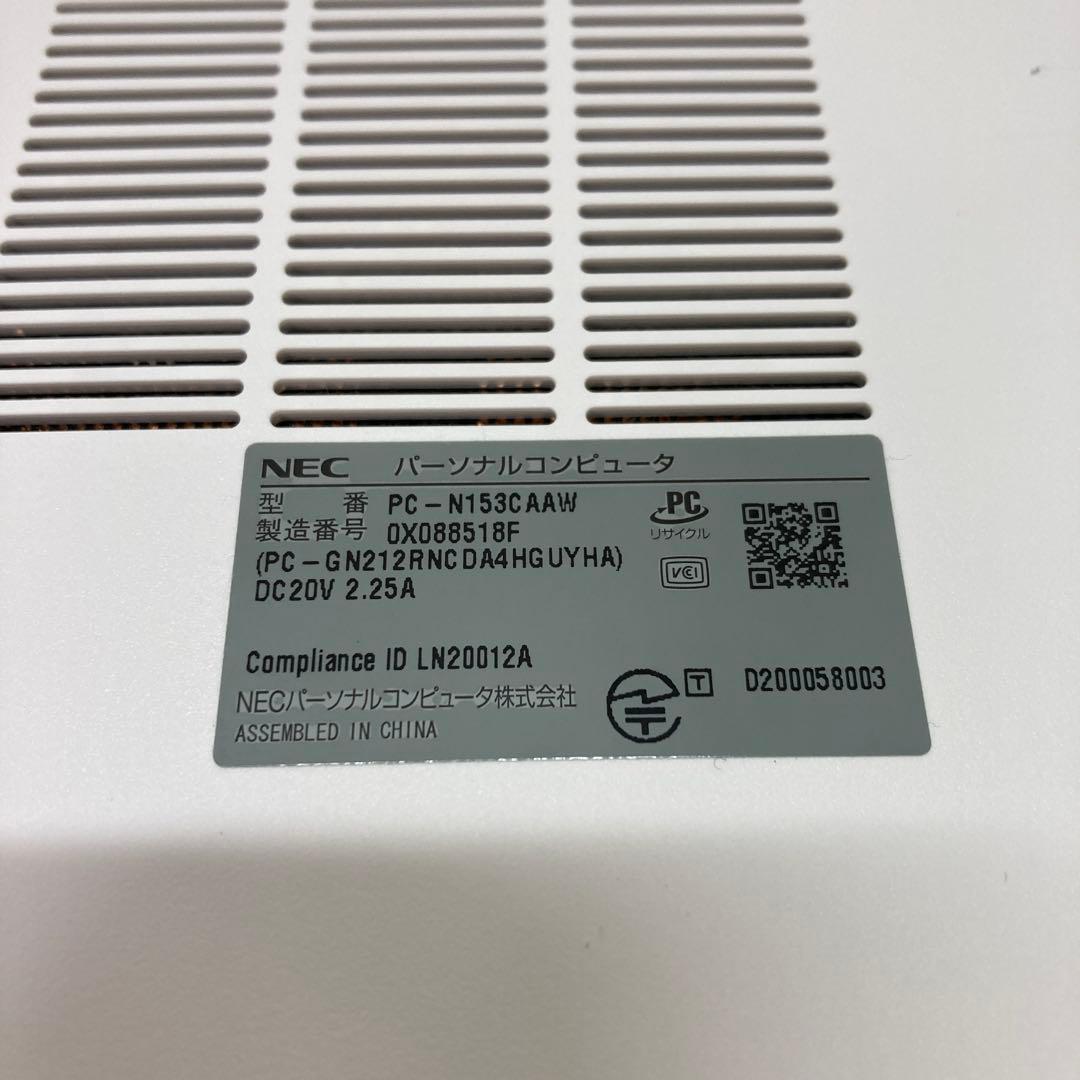 NEC パーソナルコンピュータ
型 番 PC-N153CAAW
製造番号 0X088518F
(PC-GN212RNCDA4HGUYHA)
DC20V 2.25A
PC
リサイクル
VCI
Compliance ID LN20012A
NECパーソナルコンピュータ株式会社
ASSEMBLED IN CHINA
T D200058003